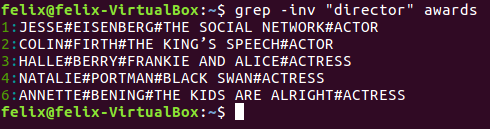 felix@felix-VirtualBox:~$ grep -inv "director" awards
1:JESSE#EISENBERG#THE SOCIAL NETWORK#ACTOR
2:COLIN#FIRTH#THE KING’S SPEECH#ACTOR
3:HALLE#BERRY#FRANKIE AND ALICE#ACTRESS
4:NATALIE#PORTMAN#BLACK SWAN#ACTRESS
6:ANNETTE#BENING#THE KIDS ARE ALRIGHT#ACTRESS
felix@felix-VirtualBox:~$